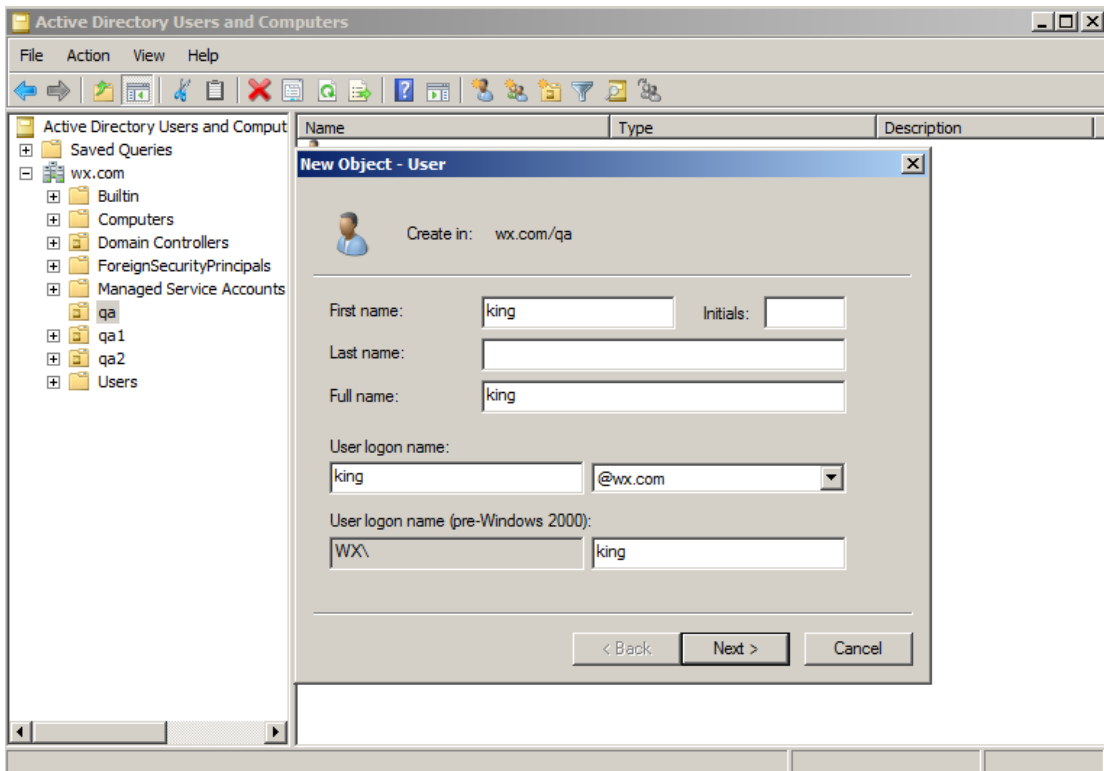 Active Directory Users and Computers
File Action View Help
Active Directory Users and Comput
Saved Queries
wx.com
Builtin
Computers
Domain Controllers
ForeignSecurityPrincipals
Managed Service Accounts
qa
qa1
qa2
Users
Name Type Description
New Object - User
Create in: wx.com/qa
First name: king Initials:
Last name:
Full name: king
User logon name:
king @wx.com
User logon name (pre-Windows 2000):
WX\ king
< Back Next > Cancel